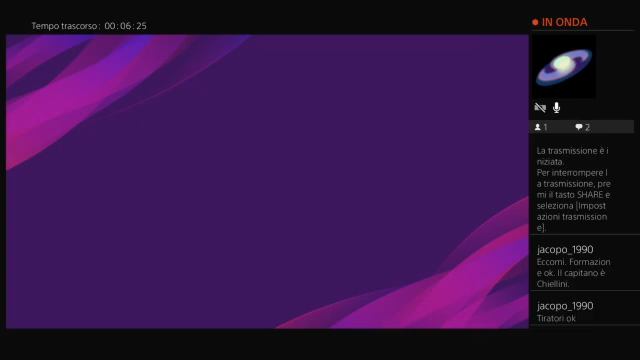 Tempo trascorso: 00:06:25
IN ONDA
1
2
La trasmissione è i
niziata.
Per interrompere l
a trasmissione, pre
mi il tasto SHARE e
seleziona [Impost
azioni trasmission
e].
jacopo_1990
Eccomi. Formazion
e ok. Il capitano è
Chiellini.
jacopo_1990
Tiratori ok